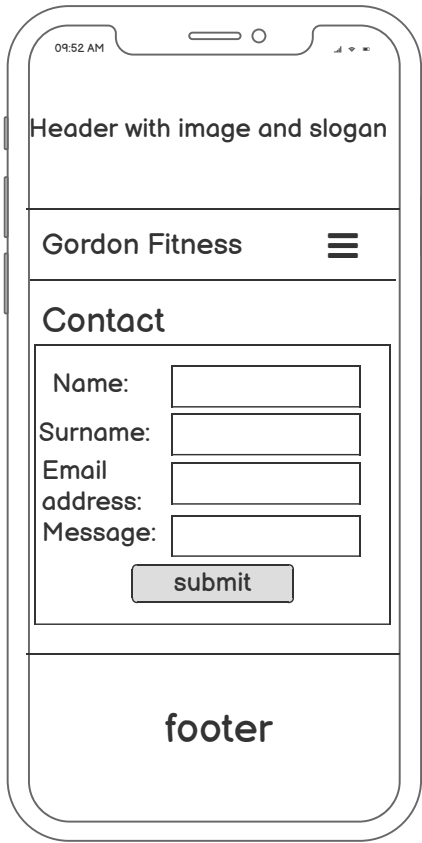 09:52 AM
Header with image and slogan
Gordon Fitness
Contact
Name:
Surname:
Email
address:
Message:
submit
footer